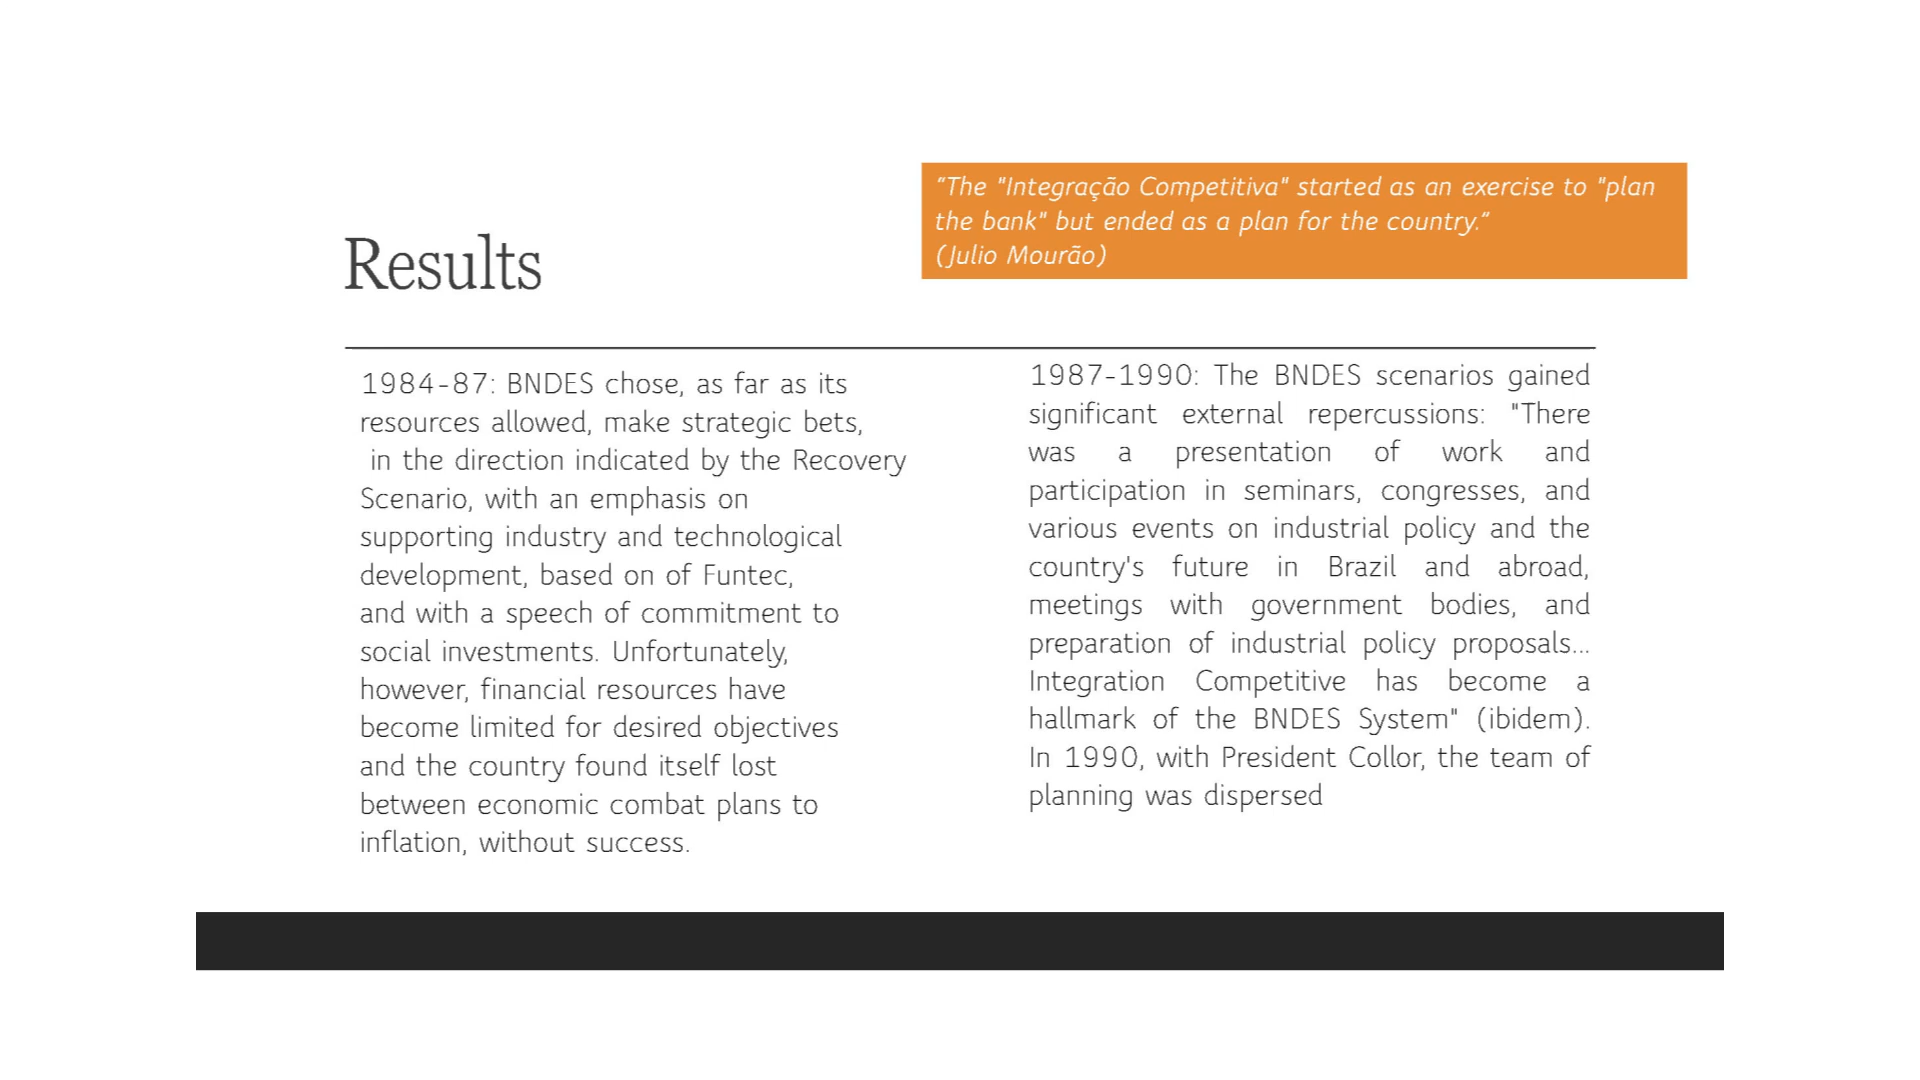 Results
“The "Integração Competitiva" started as an exercise to "plan
the bank" but ended as a plan for the country.“
(Julio Mourão)
1984-87: BNDES chose, as far as its
resources allowed, make strategic bets,
in the direction indicated by the Recovery
Scenario, with an emphasis on
supporting industry and technological
development, based on of Funtec,
and with a speech of commitment to
social investments. Unfortunately,
however, financial resources have
become limited for desired objectives
and the country found itself lost
between economic combat plans to
inflation, without success.
1987-1990: The BNDES scenarios gained
significant external repercussions: "There
was a presentation of work and
participation in seminars, congresses, and
various events on industrial policy and the
country's future in Brazil and abroad,
meetings with government bodies, and
preparation of industrial policy proposals...
Integration Competitive has become a
hallmark of the BNDES System" (ibidem).
In 1990, with President Collor, the team of
planning was dispersed